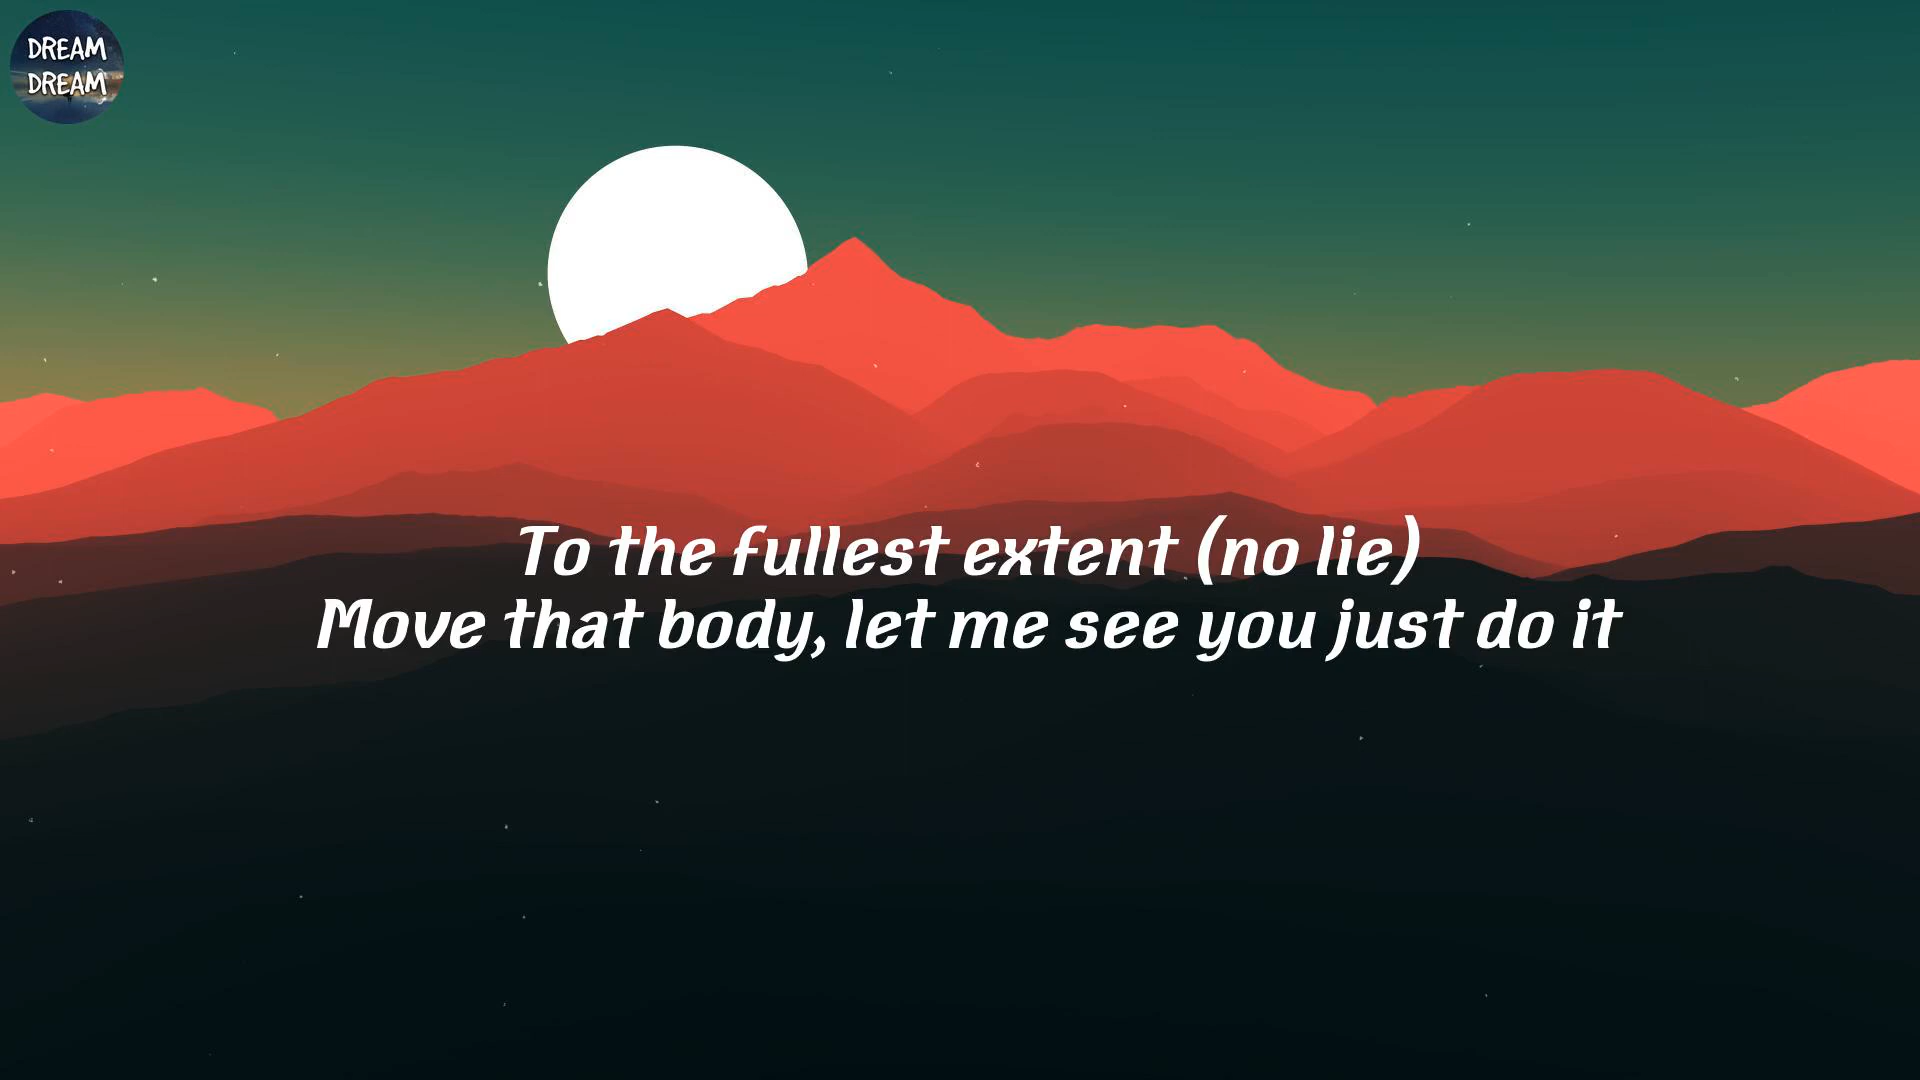 DREAM
DREAM
To the fullest extent (no lie)
Move that body, let me see you just do it